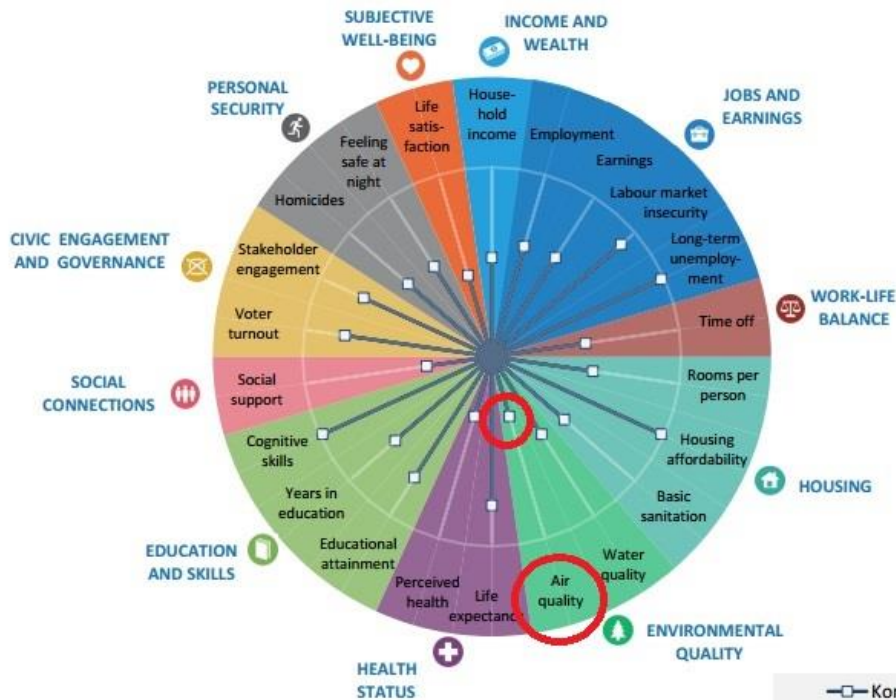 SUBJECTIVE
WELL-BEING
INCOME AND
WEALTH
PERSONAL
SECURITY
JOBS AND
EARNINGS
Life
satis-
faction
House-
hold
income
Employment
Feeling
safe at
night
Earnings
Homicides
Labour market
insecurity
CIVIC ENGAGEMENT
AND GOVERNANCE
Stakeholder
engagement
Long-term
unemploy-
ment
Voter
turnout
Time off
WORK-LIFE
BALANCE
SOCIAL
CONNECTIONS
Social
support
Rooms per
person
Cognitive
skills
Housing
affordability
HOUSING
Years in
education
Basic
sanitation
EDUCATION
AND SKILLS
Educational
attainment
Water
quality
Perceived
health
Life
expectance
Air
quality
ENVIRONMENTAL
QUALITY
HEALTH
STATUS